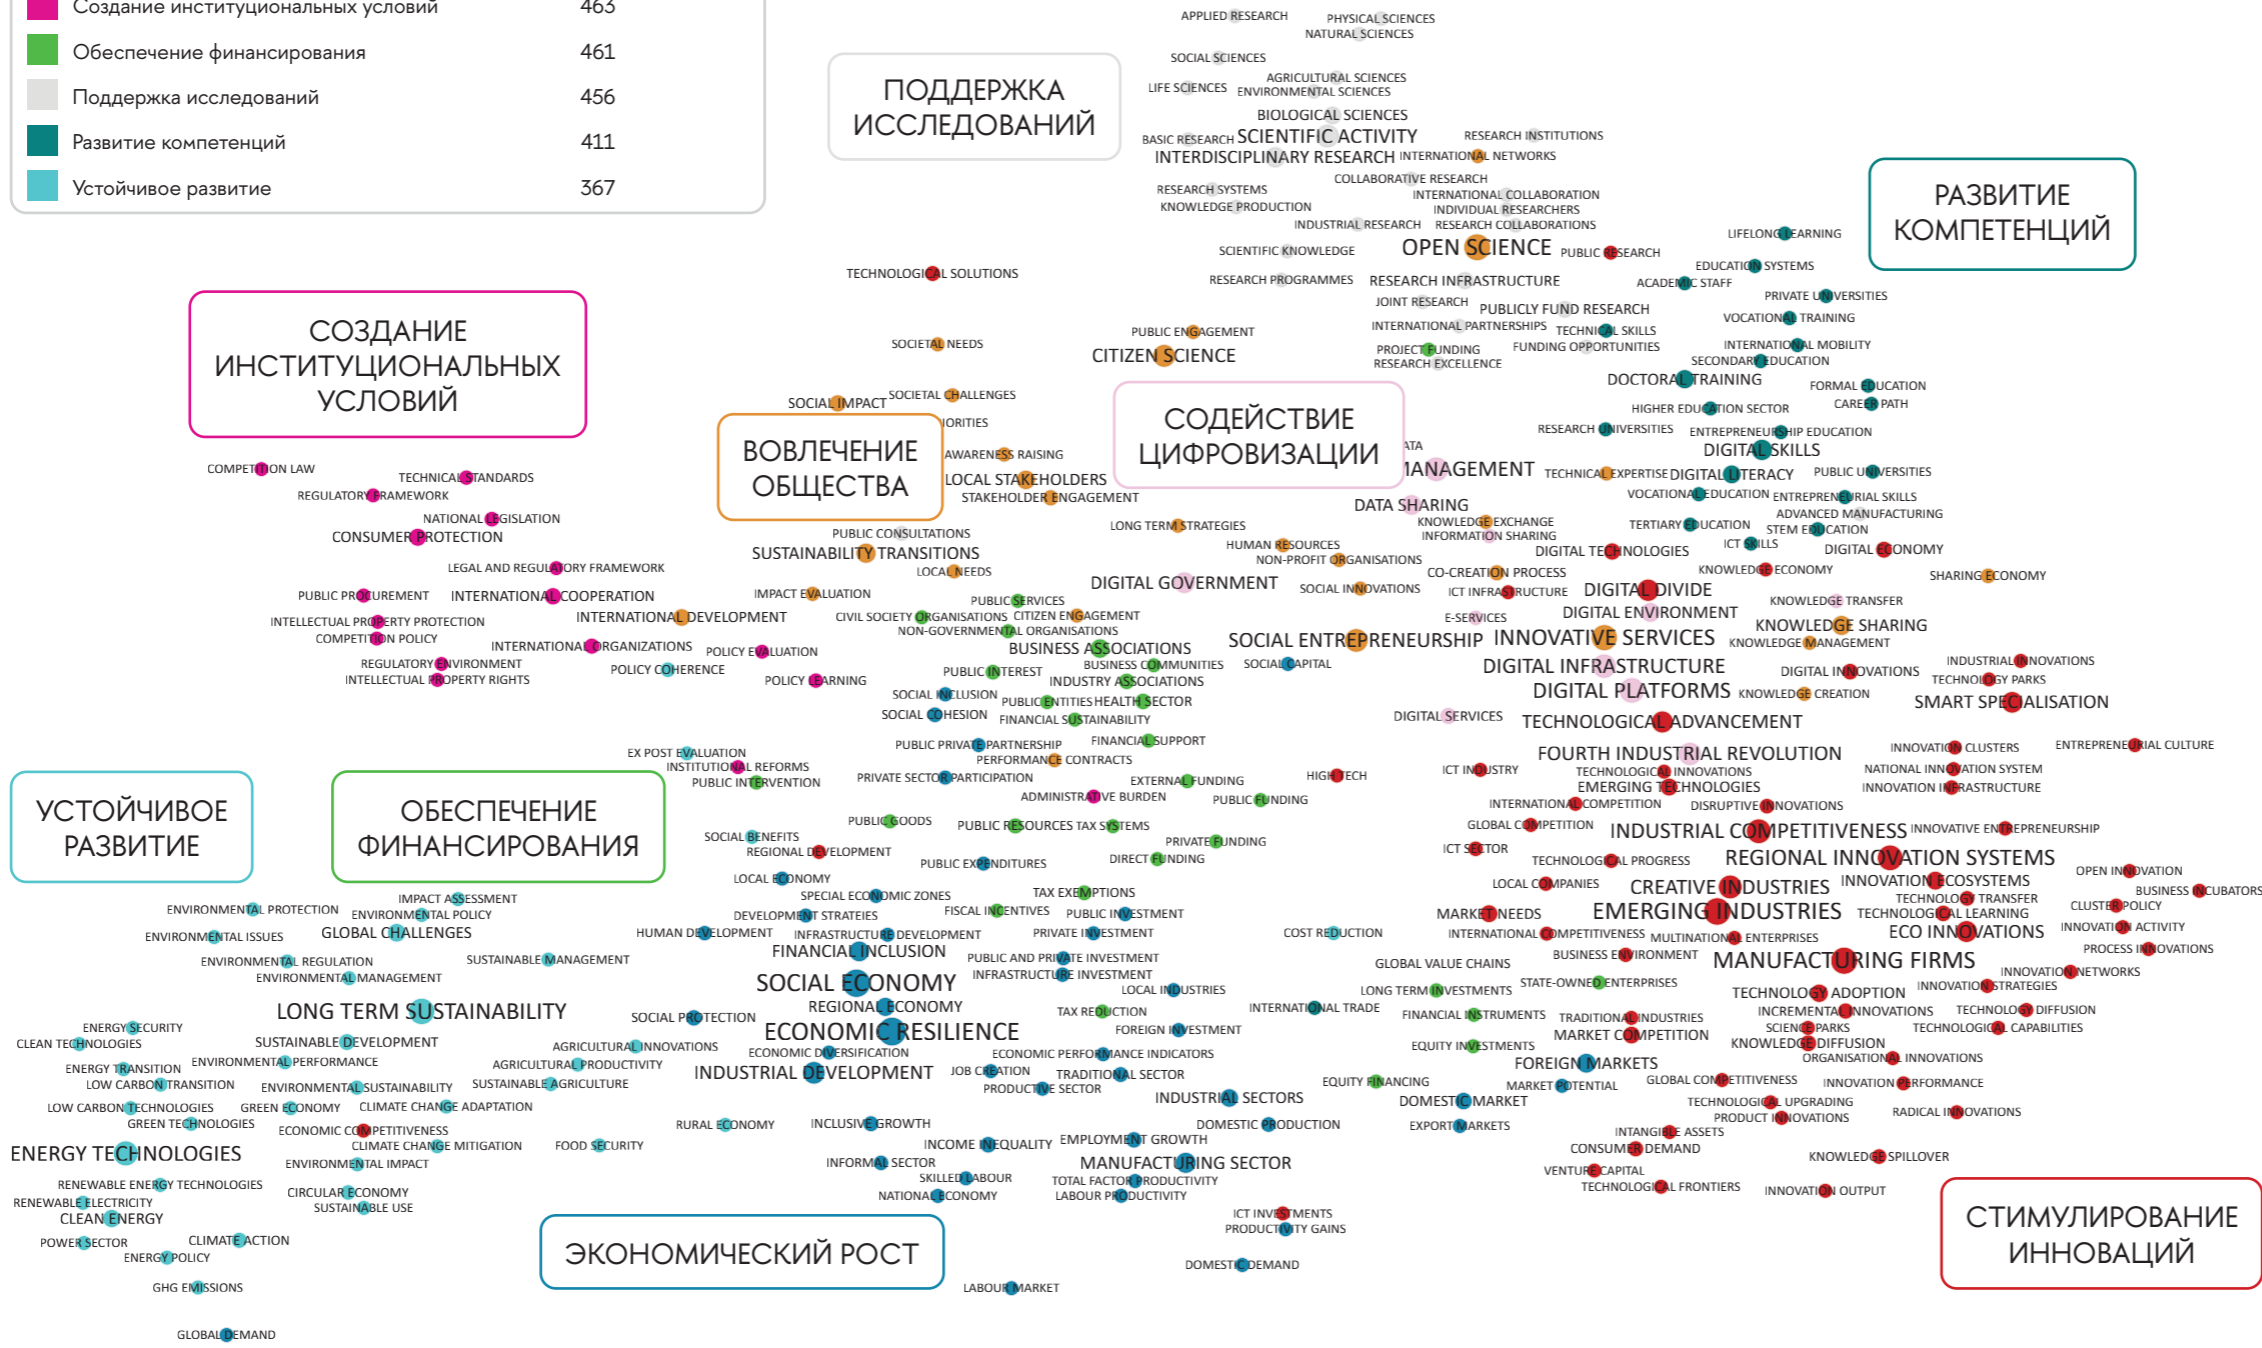 Создание институциональных условий 463
Обеспечение финансирования 461
Поддержка исследований 456
Развитие компетенций 411
Устойчивое развитие 367
APPLIED RESEARCH
PHYSICAL SCIENCES
NATURAL SCIENCES
SOCIAL SCIENCES
ПОДДЕРЖКА
ИССЛЕДОВАНИЙ
LIFE SCIENCES
AGRICULTURAL SCIENCES
ENVIRONMENTAL SCIENCES
BIOLOGICAL SCIENCES
BASIC RESEARCH
SCIENTIFIC ACTIVITY
RESEARCH INSTITUTIONS
INTERDISCIPLINARY RESEARCH
INTERNATIONAL NETWORKS
COLLABORATIVE RESEARCH
RESEARCH SYSTEMS
INTERNATIONAL COLLABORATION
KNOWLEDGE PRODUCTION
INDIVIDUAL RESEARCHERS
INDUSTRIAL RESEARCH
RESEARCH COLLABORATIONS
РАЗВИТИЕ
КОМПЕТЕНЦИЙ
SCIENTIFIC KNOWLEDGE
OPEN SCIENCE
PUBLIC RESEARCH
LIFELONG LEARNING
TECHNOLOGICAL SOLUTIONS
RESEARCH PROGRAMMES
RESEARCH INFRASTRUCTURE
EDUCATION SYSTEMS
ACADEMIC STAFF
JOINT RESEARCH
PUBLICLY FUND RESEARCH
PRIVATE UNIVERSITIES
INTERNATIONAL PARTNERSHIPS
TECHNICAL SKILLS
VOCATIONAL TRAINING
СОЗДАНИЕ
ИНСТИТУЦИОНАЛЬНЫХ
УСЛОВИЙ
SOCIETAL NEEDS
PUBLIC ENGAGEMENT
CITIZEN SCIENCE
PROJECT FUNDING
RESEARCH EXCELLENCE
FUNDING OPPORTUNITIES
INTERNATIONAL MOBILITY
SECONDARY EDUCATION
DOCTORAL TRAINING
FORMAL EDUCATION
CAREER PATH
SOCIAL IMPACT
SOCIETAL CHALLENGES
IORITIES
HIGHER EDUCATION SECTOR
RESEARCH UNIVERSITIES
ENTREPRENEURSHIP EDUCATION
СОДЕЙСТВИЕ
ЦИФРОВИЗАЦИИ
ВОВЛЕЧЕНИЕ
ОБЩЕСТВА
AWARENESS RAISING
LOCAL STAKEHOLDERS
STAKEHOLDER ENGAGEMENT
ATA
MANAGEMENT
DATA SHARING
TECHNICAL EXPERTISE
DIGITAL SKILLS
DIGITAL LITERACY
PUBLIC UNIVERSITIES
VOCATIONAL EDUCATION
ENTREPRENEURIAL SKILLS
ADVANCED MANUFACTURING
COMPETITION LAW
TECHNICAL STANDARDS
REGULATORY FRAMEWORK
NATIONAL LEGISLATION
CONSUMER PROTECTION
PUBLIC CONSULTATIONS
SUSTAINABILITY TRANSITIONS
LOCAL NEEDS
LONG TERM STRATEGIES
HUMAN RESOURCES
NON-PROFIT ORGANISATIONS
KNOWLEDGE EXCHANGE
INFORMATION SHARING
TERTIARY EDUCATION
STEM EDUCATION
ICT SKILLS
DIGITAL TECHNOLOGIES
DIGITAL ECONOMY
LEGAL AND REGULATORY FRAMEWORK
PUBLIC PROCUREMENT
INTERNATIONAL COOPERATION
IMPACT EVALUATION
DIGITAL GOVERNMENT
SOCIAL INNOVATIONS
CO-CREATION PROCESS
ICT INFRASTRUCTURE
KNOWLEDGE ECONOMY
SHARING ECONOMY
DIGITAL DIVIDE
INTELLECTUAL PROPERTY PROTECTION
COMPETITION POLICY
INTERNATIONAL DEVELOPMENT
PUBLIC SERVICES
CIVIL SOCIETY ORGANISATIONS
CITIZEN ENGAGEMENT
NON-GOVERNMENTAL ORGANISATIONS
E-SERVICES
DIGITAL ENVIRONMENT
KNOWLEDGE TRANSFER
KNOWLEDGE SHARING
INTERNATIONAL ORGANIZATIONS
POLICY EVALUATION
BUSINESS ASSOCIATIONS
SOCIAL ENTREPRENEURSHIP
INNOVATIVE SERVICES
KNOWLEDGE MANAGEMENT
REGULATORY ENVIRONMENT
INTELLECTUAL PROPERTY RIGHTS
POLICY COHERENCE
POLICY LEARNING
PUBLIC INTEREST
BUSINESS COMMUNITIES
INDUSTRY ASSOCIATIONS
SOCIAL CAPITAL
DIGITAL INFRASTRUCTURE
DIGITAL INNOVATIONS
INDUSTRIAL INNOVATIONS
TECHNOLOGY PARKS
SOCIAL INCLUSION
PUBLIC ENTITIES
HEALTH SECTOR
SOCIAL COHESION
FINANCIAL SUSTAINABILITY
DIGITAL PLATFORMS
KNOWLEDGE CREATION
SMART SPECIALISATION
DIGITAL SERVICES
TECHNOLOGICAL ADVANCEMENT
EX POST EVALUATION
INSTITUTIONAL REFORMS
PUBLIC INTERVENTION
PUBLIC PRIVATE PARTNERSHIP
FINANCIAL SUPPORT
PERFORMANCE CONTRACTS
PRIVATE SECTOR PARTICIPATION
EXTERNAL FUNDING
FOURTH INDUSTRIAL REVOLUTION
INNOVATION CLUSTERS
ENTREPRENEURIAL CULTURE
HIGH TECH
ICT INDUSTRY
TECHNOLOGICAL INNOVATIONS
EMERGING TECHNOLOGIES
NATIONAL INNOVATION SYSTEM
INNOVATION INFRASTRUCTURE
УСТОЙЧИВОЕ
РАЗВИТИЕ
ОБЕСПЕЧЕНИЕ
ФИНАНСИРОВАНИЯ
ADMINISTRATIVE BURDEN
PUBLIC FUNDING
INTERNATIONAL COMPETITION
DISRUPTIVE INNOVATIONS
PUBLIC GOODS
PUBLIC RESOURCES
TAX SYSTEMS
GLOBAL COMPETITION
INDUSTRIAL COMPETITIVENESS
INNOVATIVE ENTREPRENEURSHIP
SOCIAL BENEFITS
REGIONAL DEVELOPMENT
PRIVATE FUNDING
PUBLIC EXPENDITURES
DIRECT FUNDING
ICT SECTOR
TECHNOLOGICAL PROGRESS
REGIONAL INNOVATION SYSTEMS
LOCAL ECONOMY
SPECIAL ECONOMIC ZONES
TAX EXEMPTIONS
LOCAL COMPANIES
CREATIVE INDUSTRIES
INNOVATION ECOSYSTEMS
OPEN INNOVATION
BUSINESS INCUBATORS
ENVIRONMENTAL PROTECTION
IMPACT ASSESSMENT
ENVIRONMENTAL POLICY
DEVELOPMENT STRATEIES
FISCAL INCENTIVES
PUBLIC INVESTMENT
MARKET NEEDS
EMERGING INDUSTRIES
TECHNOLOGY TRANSFER
TECHNOLOGICAL LEARNING
CLUSTER POLICY
ENVIRONMENTAL ISSUES
GLOBAL CHALLENGES
HUMAN DEVELOPMENT
INFRASTRUCTURE DEVELOPMENT
PRIVATE INVESTMENT
COST REDUCTION
INTERNATIONAL COMPETITIVENESS
MULTINATIONAL ENTERPRISES
ECO INNOVATIONS
INNOVATION ACTIVITY
PROCESS INNOVATIONS
ENVIRONMENTAL REGULATION
ENVIRONMENTAL MANAGEMENT
SUSTAINABLE MANAGEMENT
FINANCIAL INCLUSION
PUBLIC AND PRIVATE INVESTMENT
INFRASTRUCTURE INVESTMENT
GLOBAL VALUE CHAINS
BUSINESS ENVIRONMENT
MANUFACTURING FIRMS
INNOVATION NETWORKS
SOCIAL ECONOMY
LOCAL INDUSTRIES
LONG TERM INVESTMENTS
STATE-OWNED ENTERPRISES
TECHNOLOGY ADOPTION
INNOVATION STRATEGIES
LONG TERM SUSTAINABILITY
REGIONAL ECONOMY
SOCIAL PROTECTION
TAX REDUCTION
INTERNATIONAL TRADE
FINANCIAL INSTRUMENTS
TRADITIONAL INDUSTRIES
INCREMENTAL INNOVATIONS
TECHNOLOGY DIFFUSION
ENERGY SECURITY
CLEAN TECHNOLOGIES
SUSTAINABLE DEVELOPMENT
ECONOMIC RESILIENCE
FOREIGN INVESTMENT
MARKET COMPETITION
SCIENCE PARKS
TECHNOLOGICAL CAPABILITIES
AGRICULTURAL INNOVATIONS
ECONOMIC DIVERSIFICATION
ECONOMIC PERFORMANCE INDICATORS
EQUITY INVESTMENTS
KNOWLEDGE DIFFUSION
ENERGY TRANSITION
ENVIRONMENTAL PERFORMANCE
AGRICULTURAL PRODUCTIVITY
FOREIGN MARKETS
ORGANISATIONAL INNOVATIONS
LOW CARBON TRANSITION
ENVIRONMENTAL SUSTAINABILITY
SUSTAINABLE AGRICULTURE
INDUSTRIAL DEVELOPMENT
JOB CREATION
TRADITIONAL SECTOR
PRODUCTIVE SECTOR
EQUITY FINANCING
MARKET POTENTIAL
GLOBAL COMPETITIVENESS
INNOVATION PERFORMANCE
LOW CARBON TECHNOLOGIES
GREEN ECONOMY
CLIMATE CHANGE ADAPTATION
INDUSTRIAL SECTORS
DOMESTIC MARKET
TECHNOLOGICAL UPGRADING
GREEN TECHNOLOGIES
RURAL ECONOMY
INCLUSIVE GROWTH
DOMESTIC PRODUCTION
EXPORT MARKETS
PRODUCT INNOVATIONS
RADICAL INNOVATIONS
ECONOMIC COMPETITIVENESS
CLIMATE CHANGE MITIGATION
FOOD SECURITY
INCOME INEQUALITY
EMPLOYMENT GROWTH
INTANGIBLE ASSETS
CONSUMER DEMAND
ENERGY TECHNOLOGIES
ENVIRONMENTAL IMPACT
INFORMAL SECTOR
MANUFACTURING SECTOR
VENTURE CAPITAL
KNOWLEDGE SPILLOVER
RENEWABLE ENERGY TECHNOLOGIES
CIRCULAR ECONOMY
SKILLED LABOUR
TOTAL FACTOR PRODUCTIVITY
TECHNOLOGICAL FRONTIERS
INNOVATION OUTPUT
RENEWABLE ELECTRICITY
SUSTAINABLE USE
NATIONAL ECONOMY
LABOUR PRODUCTIVITY
CLEAN ENERGY
ICT INVESTMENTS
PRODUCTIVITY GAINS
СТИМУЛИРОВАНИЕ
ИННОВАЦИЙ
POWER SECTOR
CLIMATE ACTION
ENERGY POLICY
ЭКОНОМИЧЕСКИЙ РОСТ
DOMESTIC DEMAND
GHG EMISSIONS
LABOUR MARKET
GLOBAL DEMAND